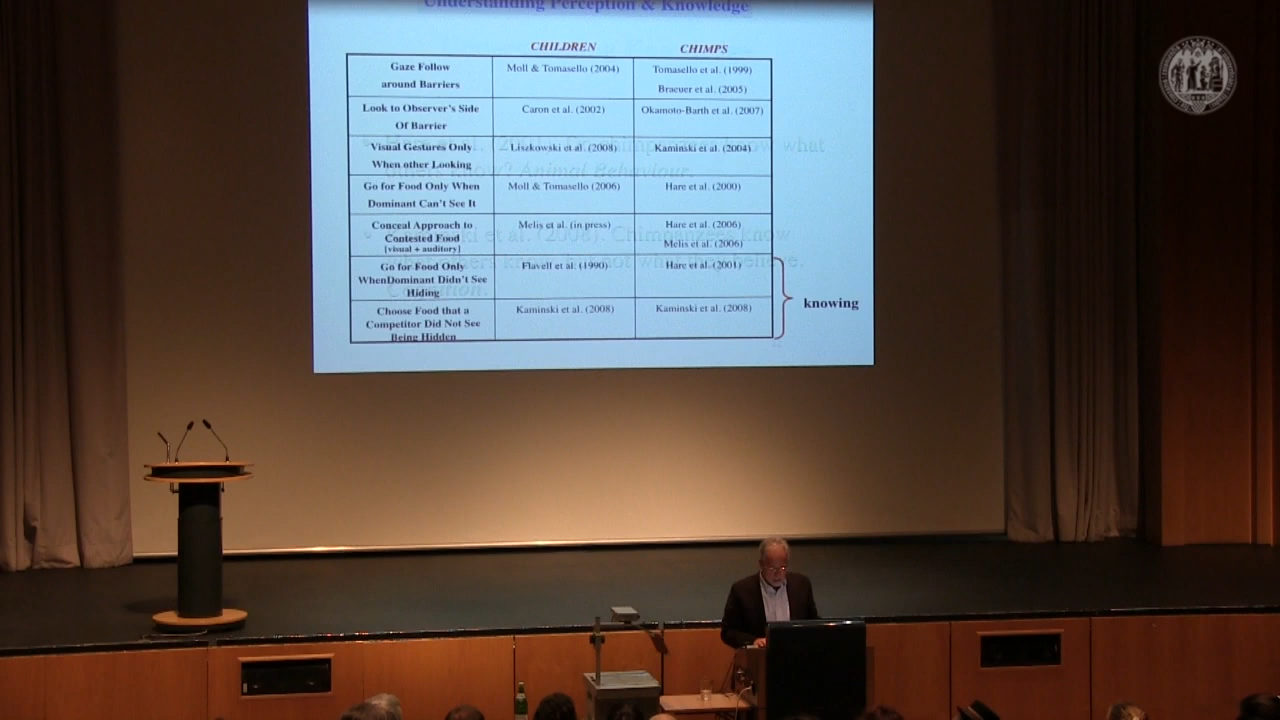 Understanding Perception & Knowledge
CHILDREN CHIMPS
Gaze Follow
around Barriers
Moll & Tomasello (2004)
Tomasello et al. (1999)
Braeuer et al. (2005)
Look to Observer's Side
Of Barrier
Caron et al. (2002)
Okamoto-Barth et al. (2007)
Visual Gestures Only
When other Looking
Liszkowski et al. (2008)
Kaminski et al. (2004)
Go for Food Only When
Dominant Can't See It
Moll & Tomasello (2006)
Hare et al. (2000)
Conceal Approach to
Contested Food
[visual + auditory]
Melis et al. (in press)
Hare et al. (2006)
Melis et al. (2006)
Go for Food Only
WhenDominant Didn't See
Hiding
Flavell et al. (1990)
Hare et al. (2001)
Choose Food that a
Competitor Did Not See
Being Hidden
Kaminski et al. (2008)
Kaminski et al. (2008)
knowing